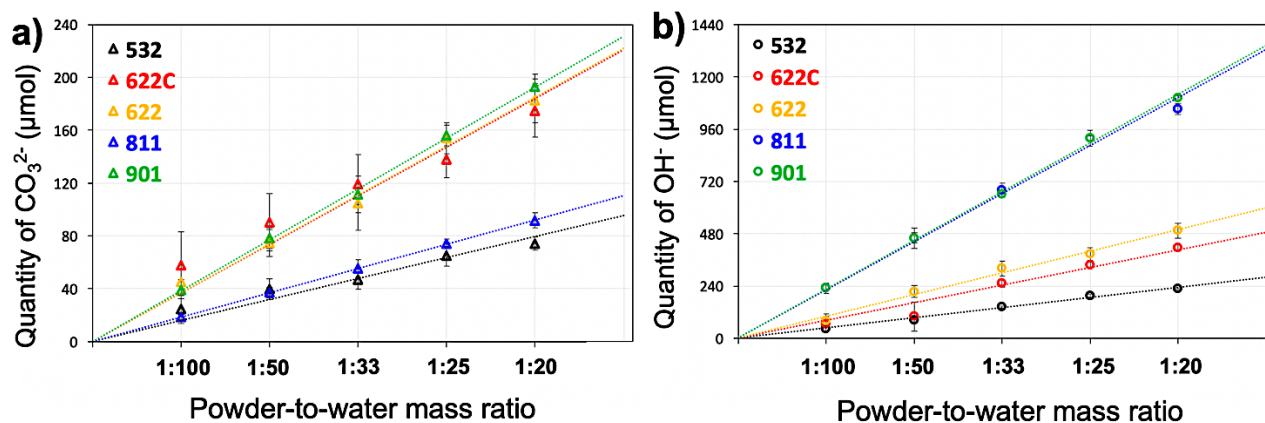 a)
Quantity of CO₃²⁻ (μmol)
240
200
160
120
80
40
0
532
622C
622
811
901
1:100 1:50 1:33 1:25 1:20
Powder-to-water mass ratio
b)
Quantity of OH- (μmol)
1440
1200
960
720
480
240
0
532
622C
622
811
901
1:100 1:50 1:33 1:25 1:20
Powder-to-water mass ratio